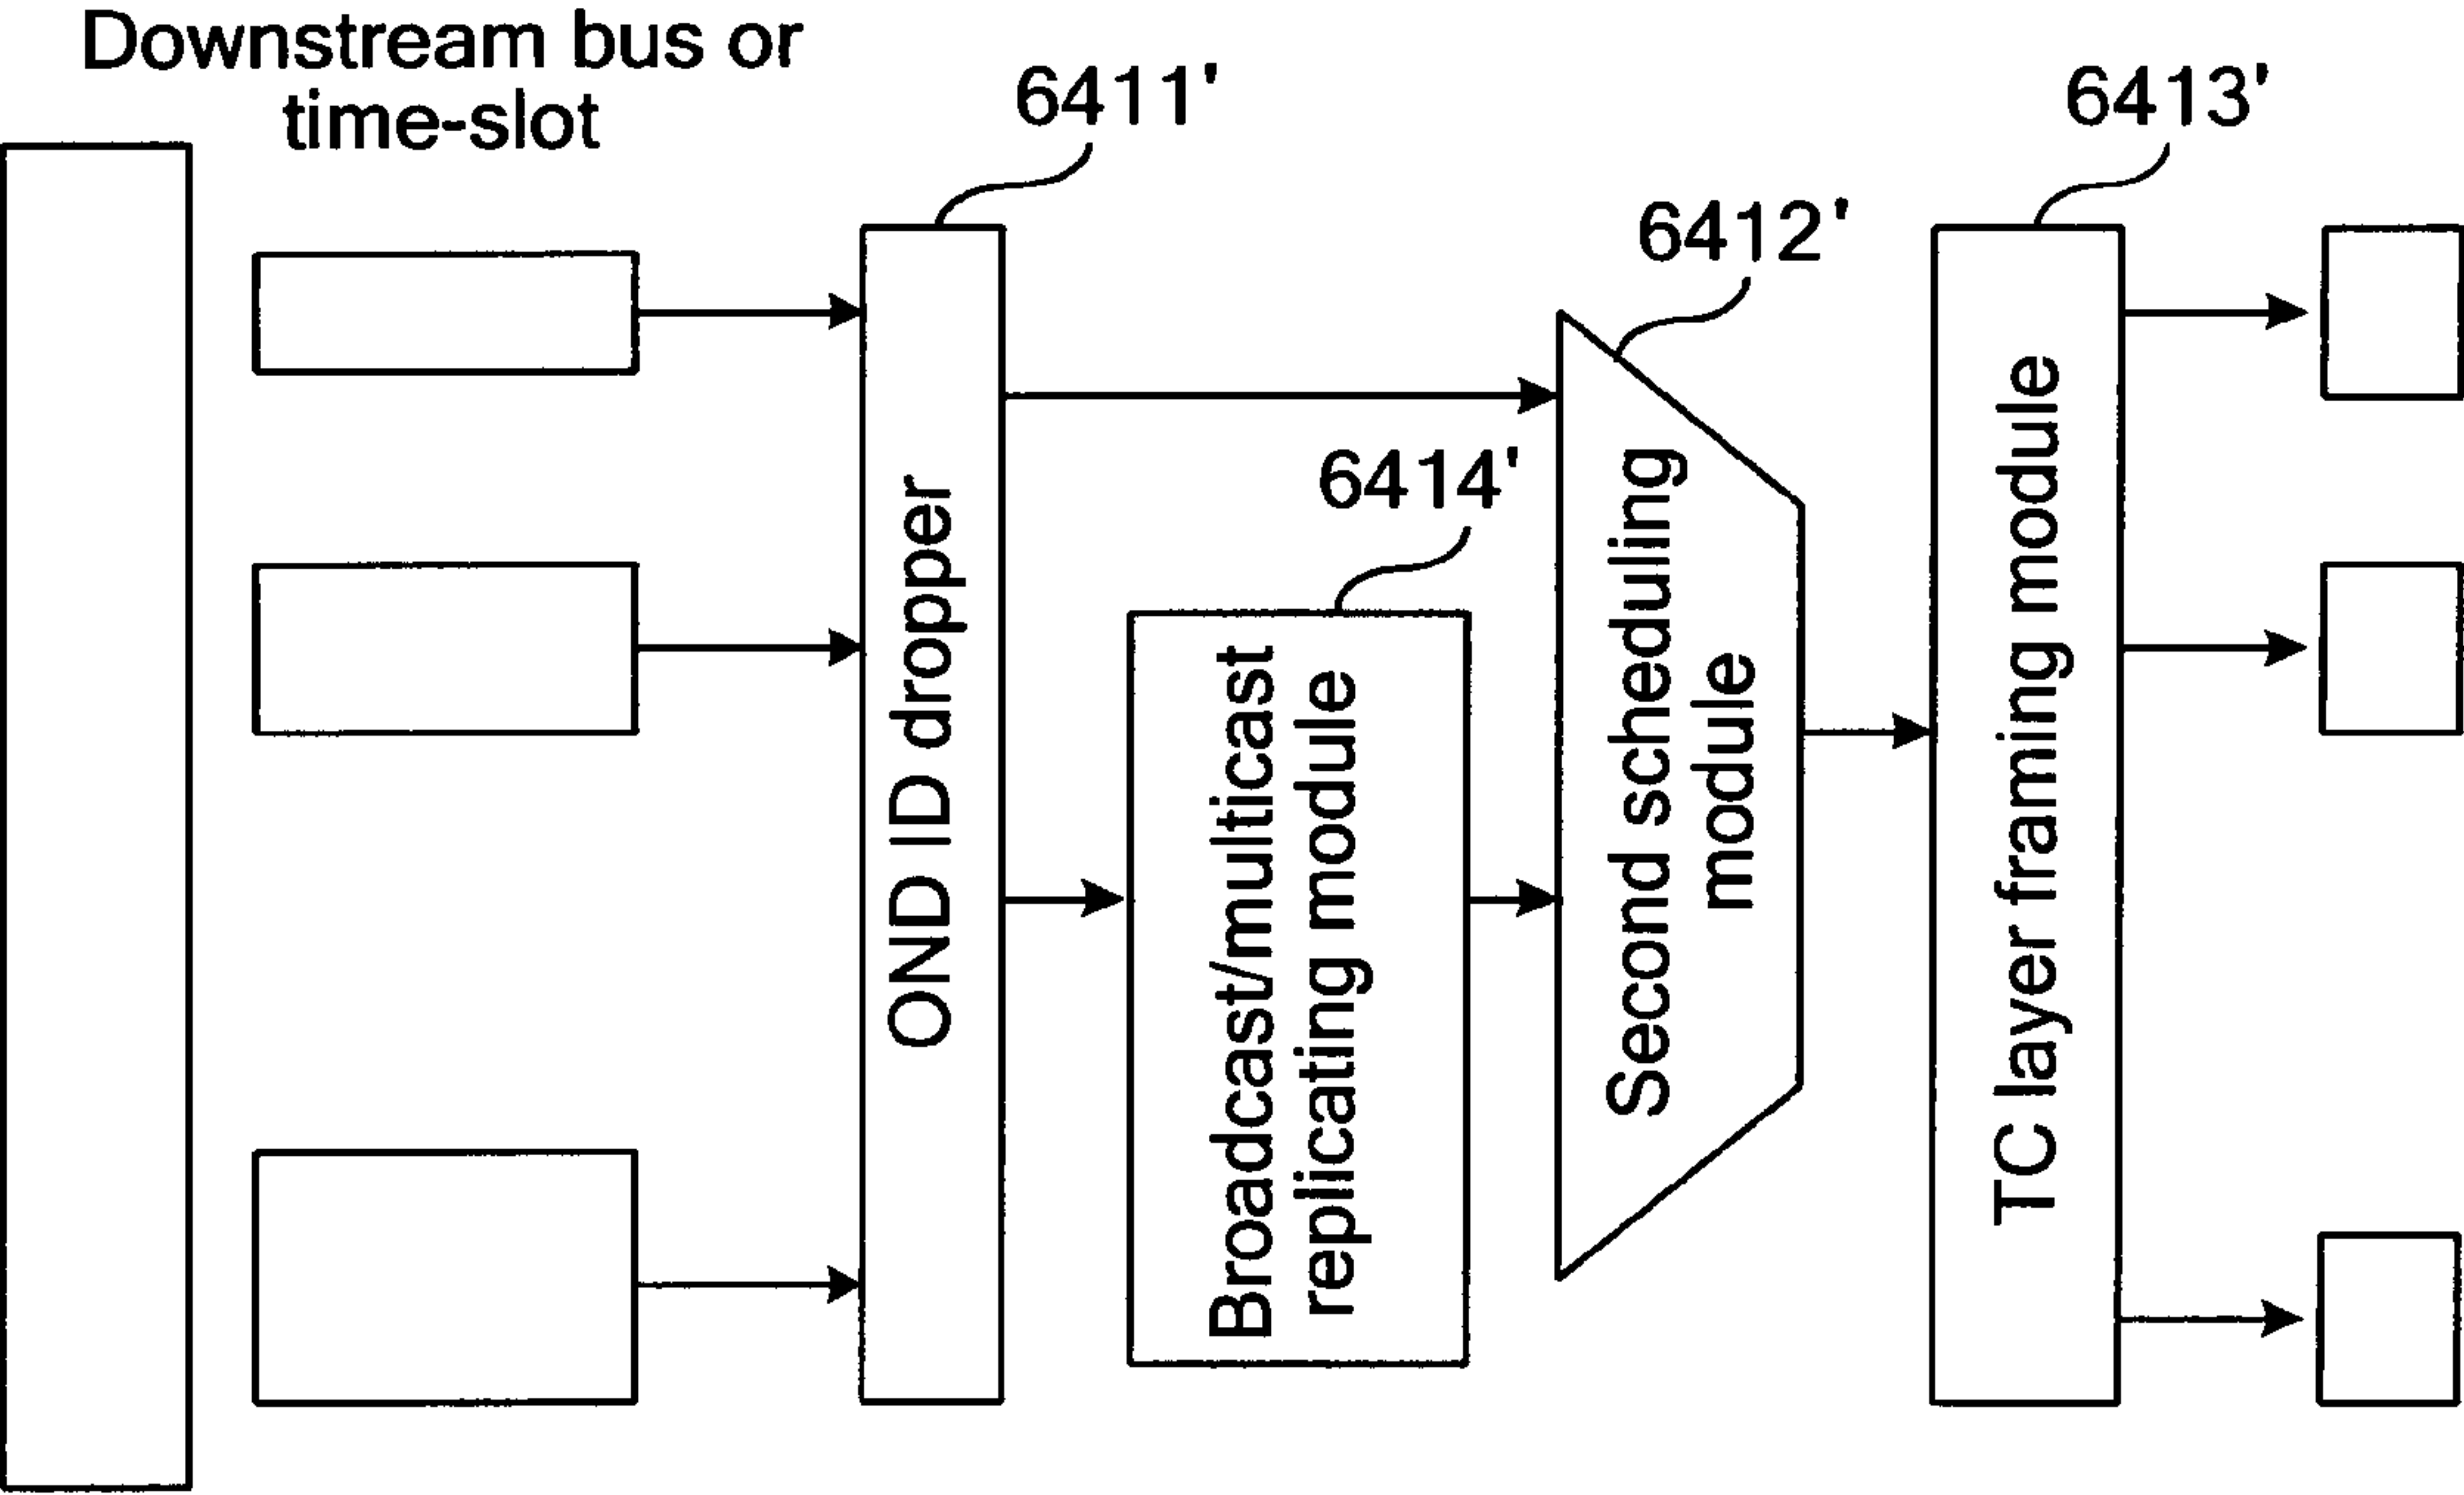 Downstream bus or
time-slot
6411'
6413'
6412'
6414'
OND ID dropper
Broadcast/multicast
replicating module
Second scheduling
module
TC layer framing module